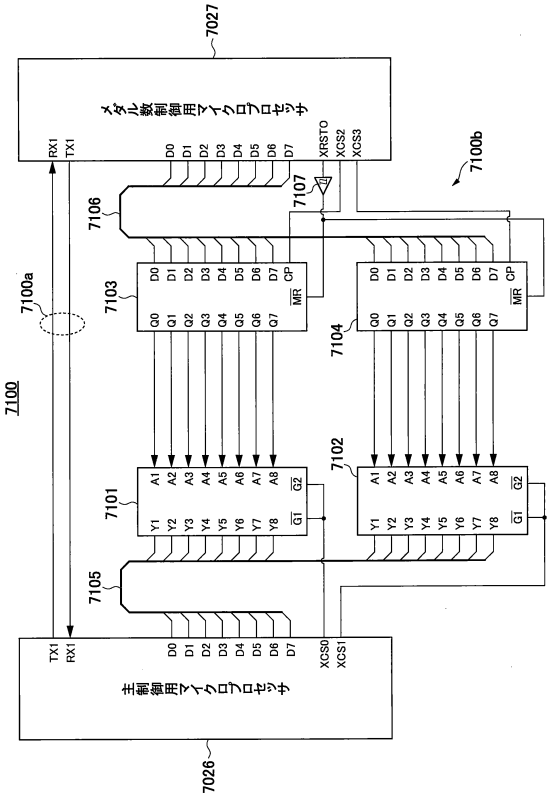 7100
7100a
7100b
7026
主制御用マイクロプロセッサ
TX1
RX1
D0
D1
D2
D3
D4
D5
D6
D7
XCS0
XCS1
7105
7101
Y1
Y2
Y3
Y4
Y5
Y6
Y7
Y8
A1
A2
A3
A4
A5
A6
A7
A8
G1
G2
7102
Y1
Y2
Y3
Y4
Y5
Y6
Y7
Y8
A1
A2
A3
A4
A5
A6
A7
A8
G1
G2
7103
Q0
Q1
Q2
Q3
Q4
Q5
Q6
Q7
D0
D1
D2
D3
D4
D5
D6
D7
CP
MR
7104
Q0
Q1
Q2
Q3
Q4
Q5
Q6
Q7
D0
D1
D2
D3
D4
D5
D6
D7
CP
MR
7106
7107
7027
メダル数制御用マイクロプロセッサ
RX1
TX1
D0
D1
D2
D3
D4
D5
D6
D7
XRSTO
XCS2
XCS3